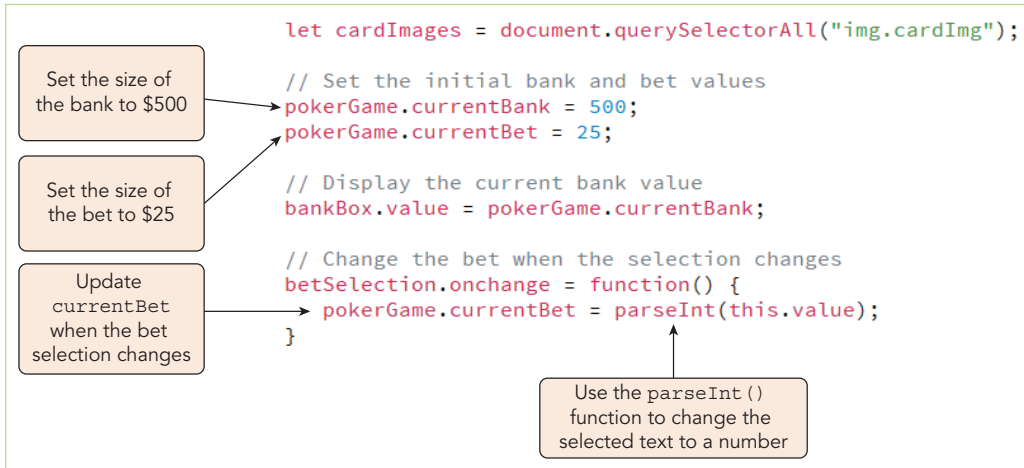 let cardImages = document.querySelectorAll("img.cardImg");
Set the size of
the bank to $500
// Set the initial bank and bet values
pokerGame.currentBank = 500;
pokerGame.currentBet = 25;
Set the size of
the bet to $25
// Display the current bank value
bankBox.value = pokerGame.currentBank;
Update
currentBet
when the bet
selection changes
// Change the bet when the selection changes
betSelection.onchange = function() {
pokerGame.currentBet = parseInt(this.value);
}
Use the parseInt()
function to change the
selected text to a number